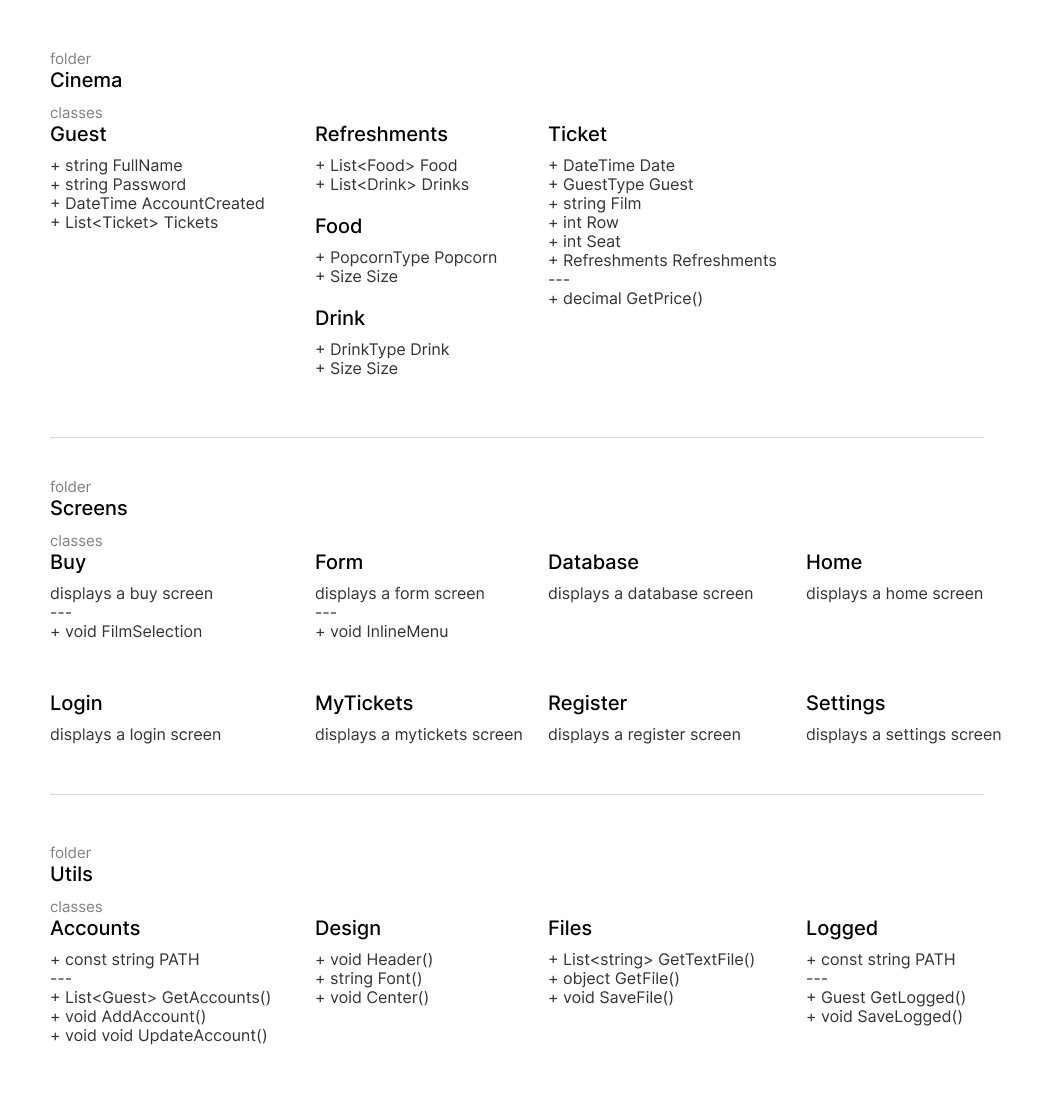 folder
Cinema
classes
Guest
+ string FullName
+ string Password
+ DateTime AccountCreated
+ List<Ticket> Tickets
Refreshments
+ List<Food> Food
+ List<Drink> Drinks
Food
+ PopcornType Popcorn
+ Size Size
Drink
+ DrinkType Drink
+ Size Size
Ticket
+ DateTime Date
+ GuestType Guest
+ string Film
+ int Row
+ int Seat
+ Refreshments Refreshments
---
+ decimal GetPrice()
folder
Screens
classes
Buy
displays a buy screen
---
+ void FilmSelection
Form
displays a form screen
---
+ void InlineMenu
Database
displays a database screen
Home
displays a home screen
Login
displays a login screen
MyTickets
displays a mytickets screen
Register
displays a register screen
Settings
displays a settings screen
folder
Utils
classes
Accounts
+ const string PATH
---
+ List<Guest> GetAccounts()
+ void AddAccount()
+ void void UpdateAccount()
Design
+ void Header()
+ string Font()
+ void Center()
Files
+ List<string> GetTextFile()
+ object GetFile()
+ void SaveFile()
Logged
+ const string PATH
---
+ Guest GetLogged()
+ void SaveLogged()